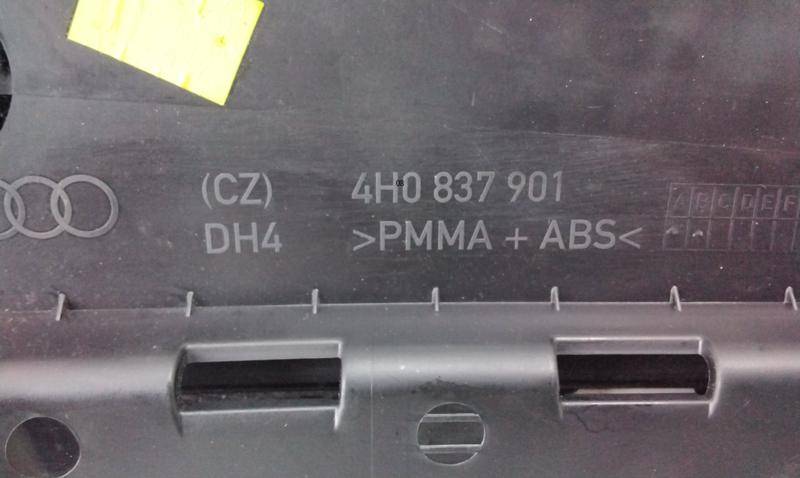 (CZ) 4H0 837 901
DH4 >PMMA + ABS<
A B C D E F